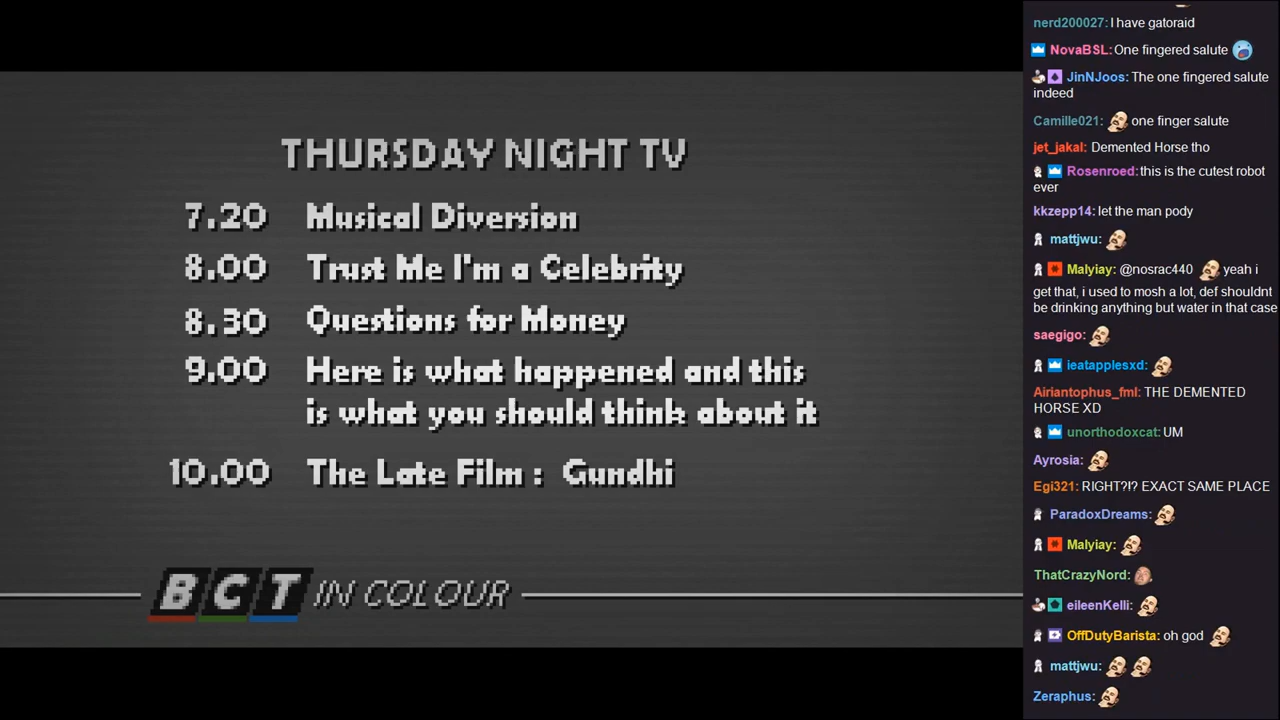 THURSDAY NIGHT TV
7.20 Musical Diversion
8.00 Trust Me I'm a Celebrity
8.30 Questions for Money
9.00 Here is what happened and this
is what you should think about it
10.00 The Late Film : Gundhi
BCT IN COLOUR
nerd200027: I have gatoraid
NovaBSL: One fingered salute
JinNJoos: The one fingered salute
indeed
Camille021: one finger salute
jet_jakal: Demented Horse tho
Rosenroed: this is the cutest robot
ever
kkzepp14: let the man pody
mattjwu:
Malyiay: @nosrac440 yeah i
get that, i used to mosh a lot, def shouldnt
be drinking anything but water in that case
saegigo:
ieatapplesxd:
Airiantophus_fml: THE DEMENTED
HORSE XD
unorthodoxcat: UM
Ayrosia:
Egi321: RIGHT?!? EXACT SAME PLACE
ParadoxDreams:
Malyiay:
ThatCrazyNord:
eileenKelli:
OffDutyBarista: oh god
mattjwu:
Zeraphus: